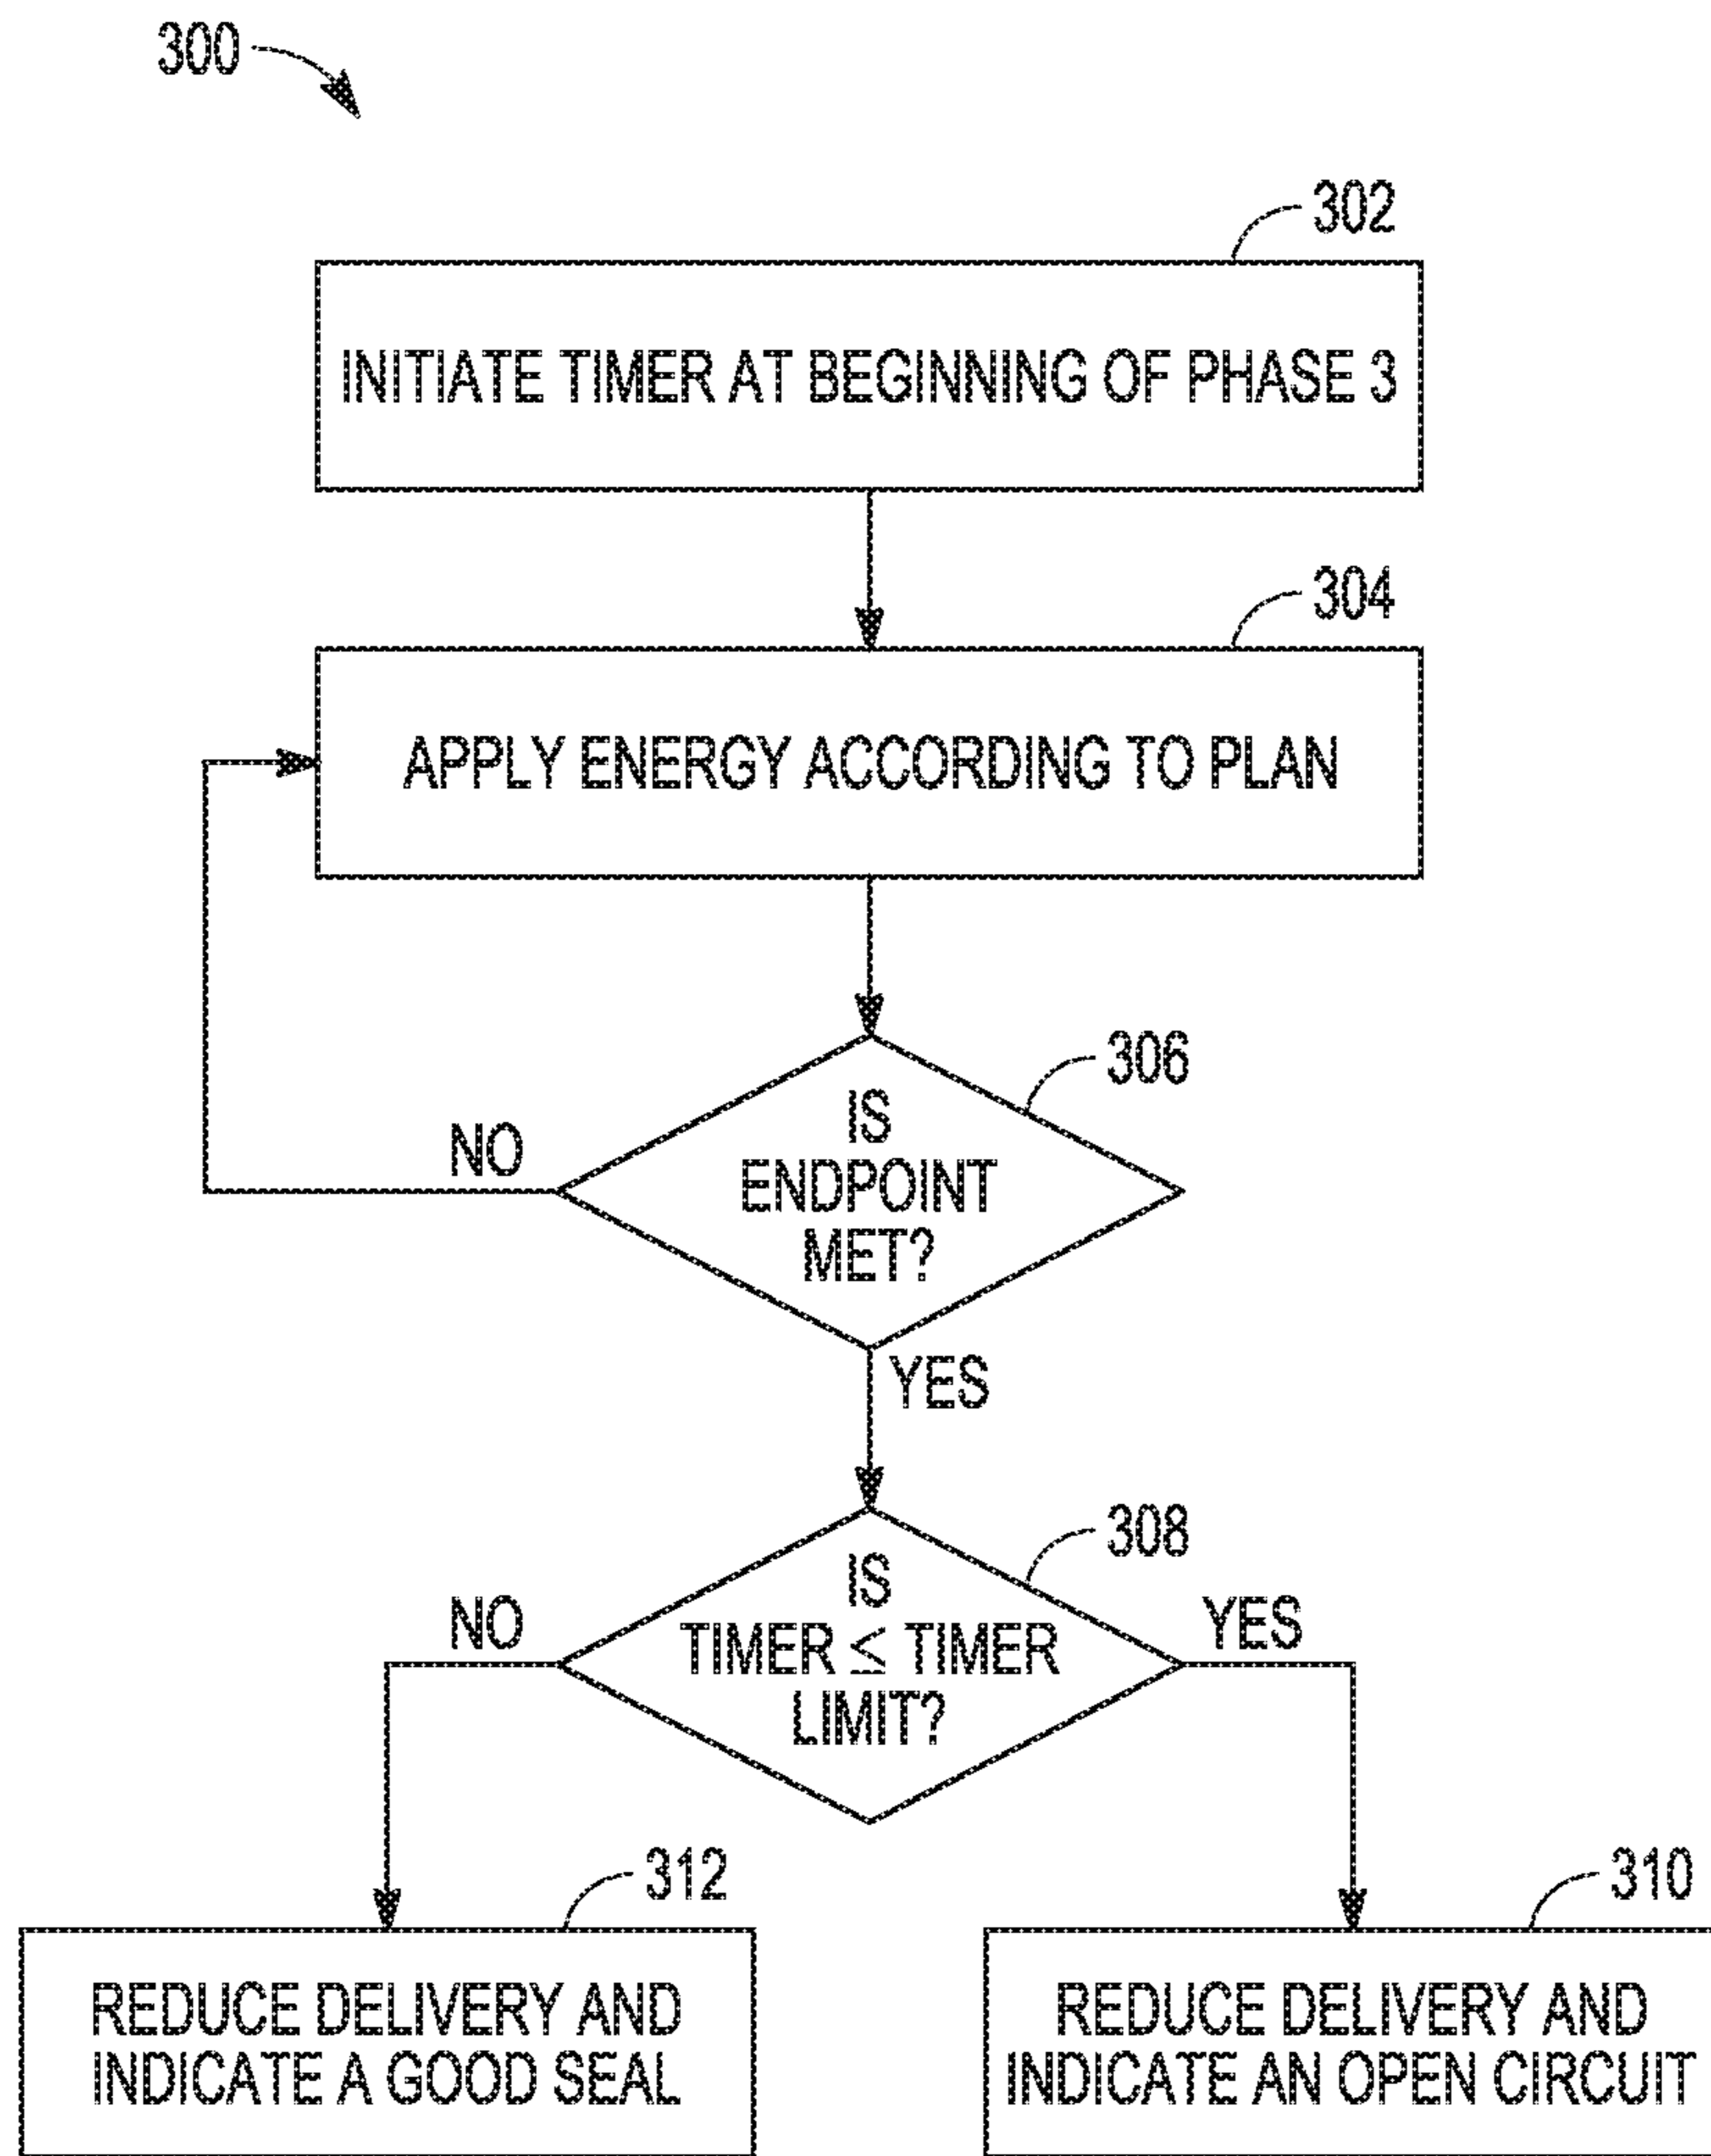 300
302
INITIATE TIMER AT BEGINNING OF PHASE 3
304
APPLY ENERGY ACCORDING TO PLAN
306
IS
ENDPOINT
MET?
NO
YES
308
IS
TIMER ≤ TIMER
LIMIT?
NO
YES
312
REDUCE DELIVERY AND
INDICATE A GOOD SEAL
310
REDUCE DELIVERY AND
INDICATE AN OPEN CIRCUIT